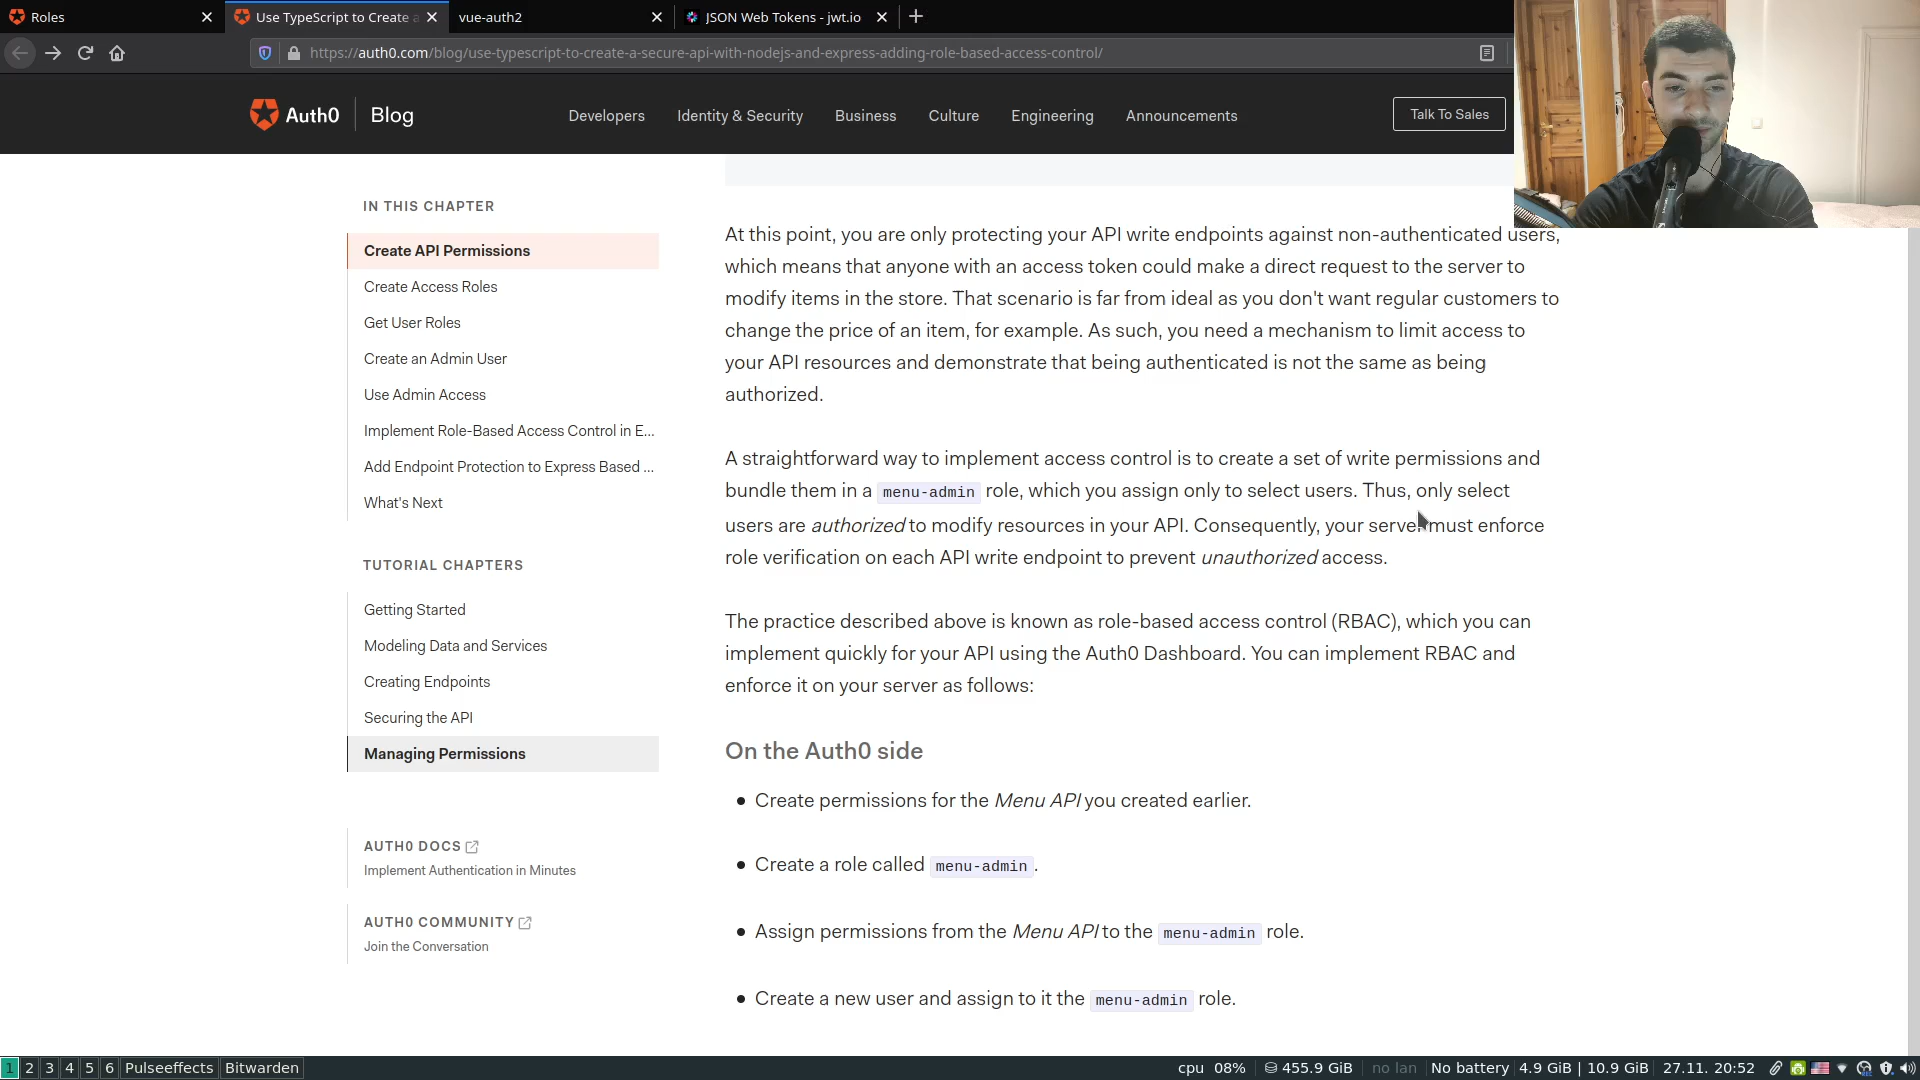 Roles
Use TypeScript to Create a
vue-auth2
JSON Web Tokens - jwt.io
https://auth0.com/blog/use-typescript-to-create-a-secure-api-with-nodejs-and-express-adding-role-based-access-control/
Auth0
Blog
Developers
Identity & Security
Business
Culture
Engineering
Announcements
Talk To Sales
IN THIS CHAPTER
Create API Permissions
Create Access Roles
Get User Roles
Create an Admin User
Use Admin Access
Implement Role-Based Access Control in E...
Add Endpoint Protection to Express Based ...
What's Next
TUTORIAL CHAPTERS
Getting Started
Modeling Data and Services
Creating Endpoints
Securing the API
Managing Permissions
AUTH0 DOCS
Implement Authentication in Minutes
AUTH0 COMMUNITY
Join the Conversation
At this point, you are only protecting your API write endpoints against non-authenticated users,
which means that anyone with an access token could make a direct request to the server to
modify items in the store. That scenario is far from ideal as you don't want regular customers to
change the price of an item, for example. As such, you need a mechanism to limit access to
your API resources and demonstrate that being authenticated is not the same as being
authorized.
A straightforward way to implement access control is to create a set of write permissions and
bundle them in a menu-admin role, which you assign only to select users. Thus, only select
users are authorized to modify resources in your API. Consequently, your server must enforce
role verification on each API write endpoint to prevent unauthorized access.
The practice described above is known as role-based access control (RBAC), which you can
implement quickly for your API using the Auth0 Dashboard. You can implement RBAC and
enforce it on your server as follows:
On the Auth0 side
Create permissions for the Menu API you created earlier.
Create a role called menu-admin.
Assign permissions from the Menu API to the menu-admin role.
Create a new user and assign to it the menu-admin role.
1 2 3 4 5 6 Pulseeffects Bitwarden
cpu 08% 455.9 GiB no lan No battery 4.9 GiB | 10.9 GiB 27.11. 20:52